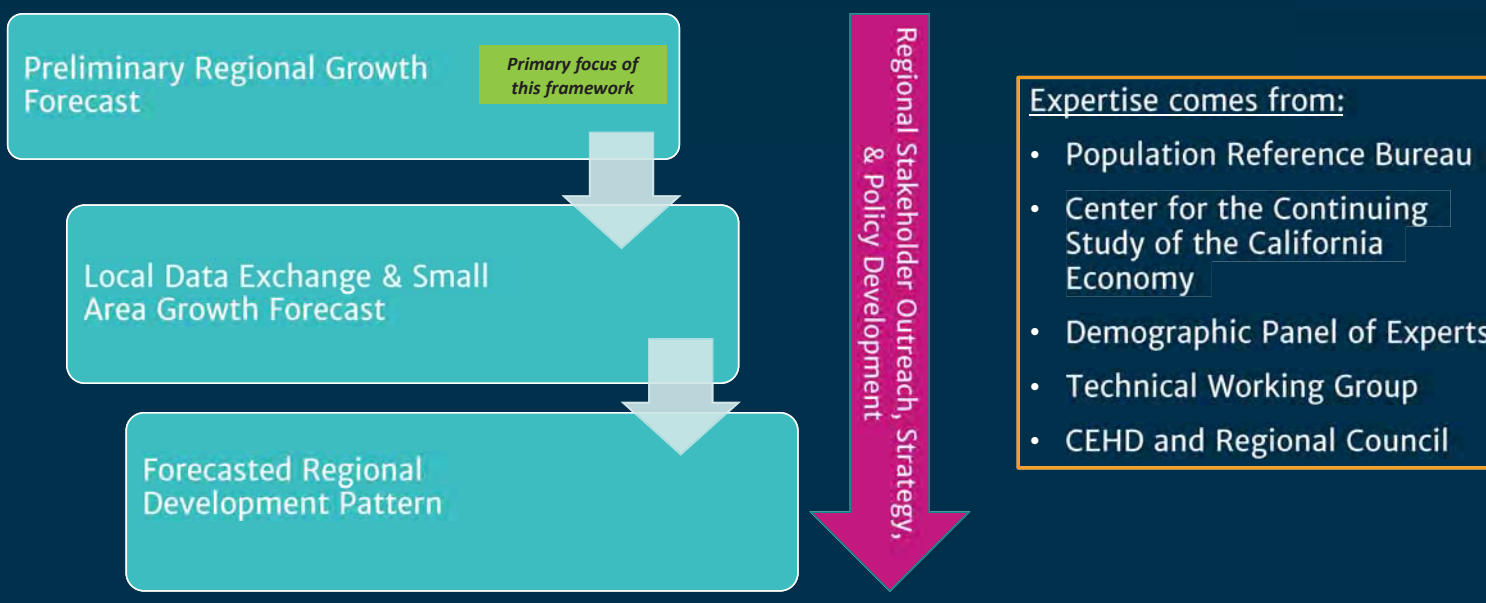 Preliminary Regional Growth
Forecast
Primary focus of
this framework
Local Data Exchange & Small
Area Growth Forecast
Forecasted Regional
Development Pattern
Regional Stakeholder Outreach, Strategy,
& Policy Development
Expertise comes from:
• Population Reference Bureau
• Center for the Continuing
Study of the California
Economy
• Demographic Panel of Experts
• Technical Working Group
• CEHD and Regional Council